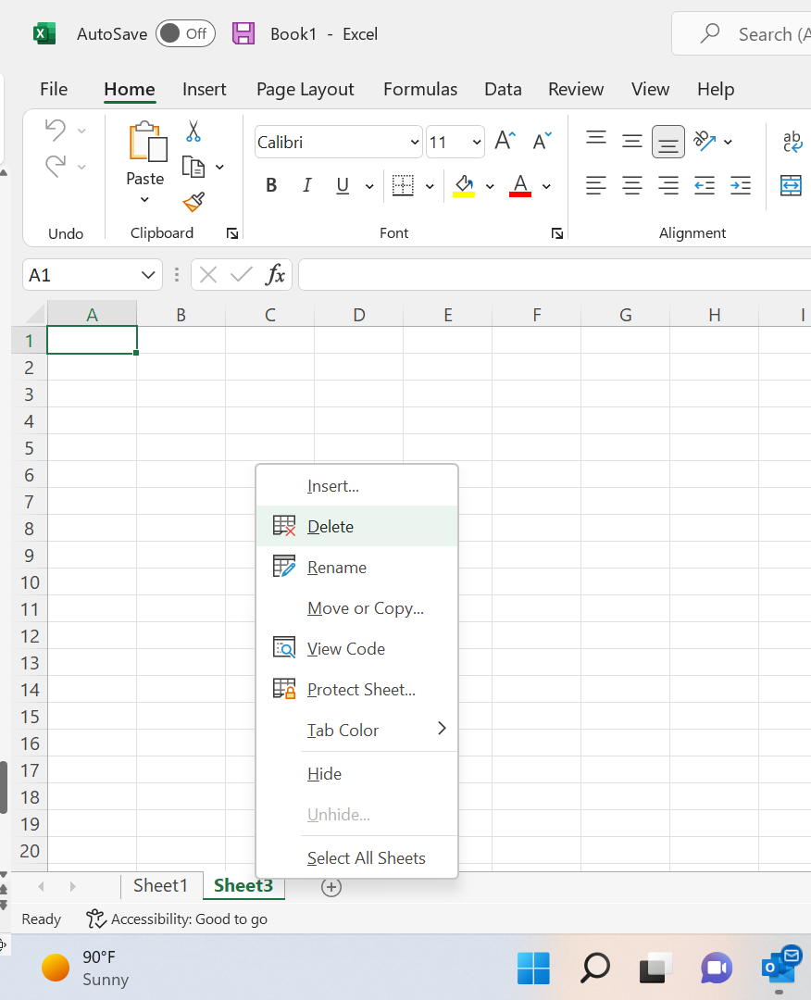 AutoSave Off Book1 - Excel Search (A
File Home Insert Page Layout Formulas Data Review View Help
Calibri 11 A A ab
Paste B I U A c
Undo Clipboard Font Alignment
A1 fx
A B C D E F G H I
1
2
3
4
5
6
Insert...
7
8 Delete
9
Rename
10
11 Move or Copy...
12
View Code
13
14 Protect Sheet...
15
Tab Color
16
17 Hide
18
Unhide...
19
20 Select All Sheets
Sheet1 Sheet3
Ready Accessibility: Good to go
90°F
Sunny